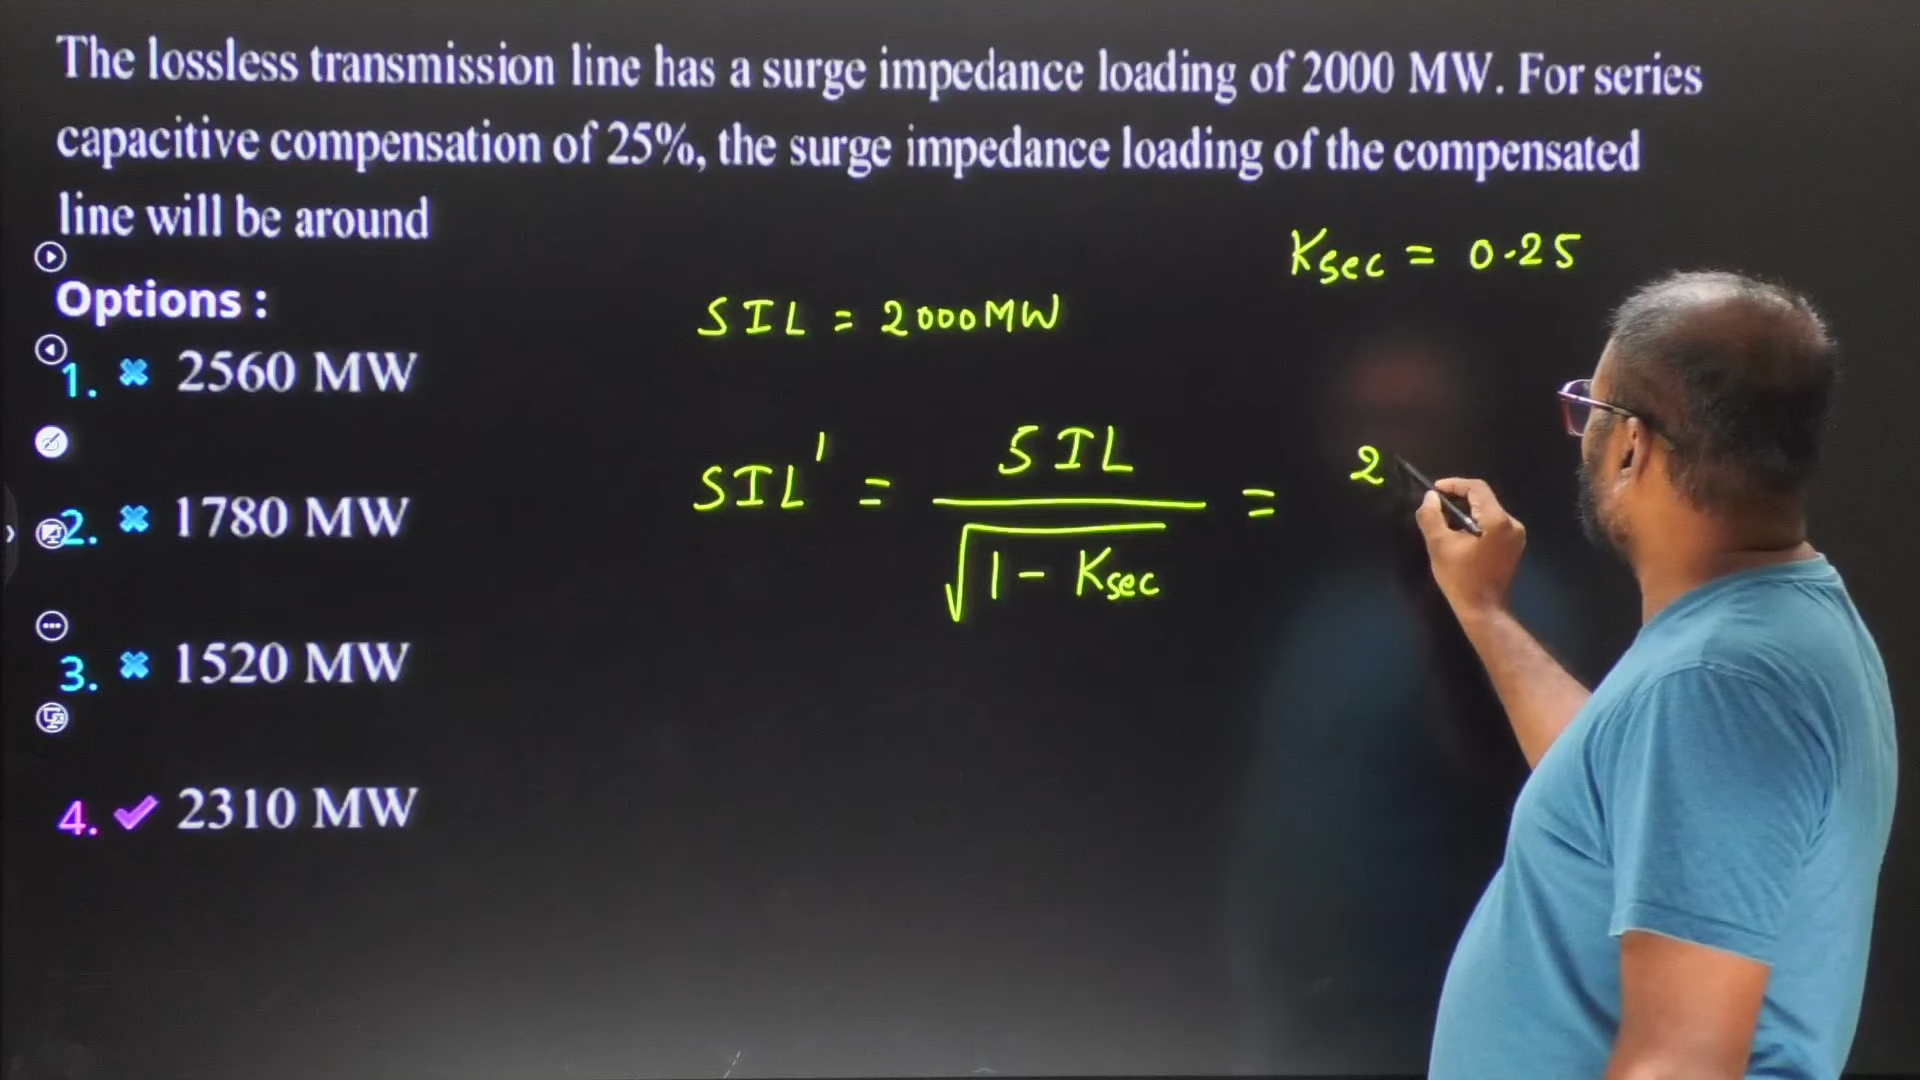 The lossless transmission line has a surge impedance loading of 2000 MW. For series
capacitive compensation of 25%, the surge impedance loading of the compensated
line will be around
Options :
1. 2560 MW
2. 1780 MW
3. 1520 MW
4. 2310 MW
Ksec = 0.25
SIL = 2000MW
SIL' = SIL / √1 - Ksec = 2